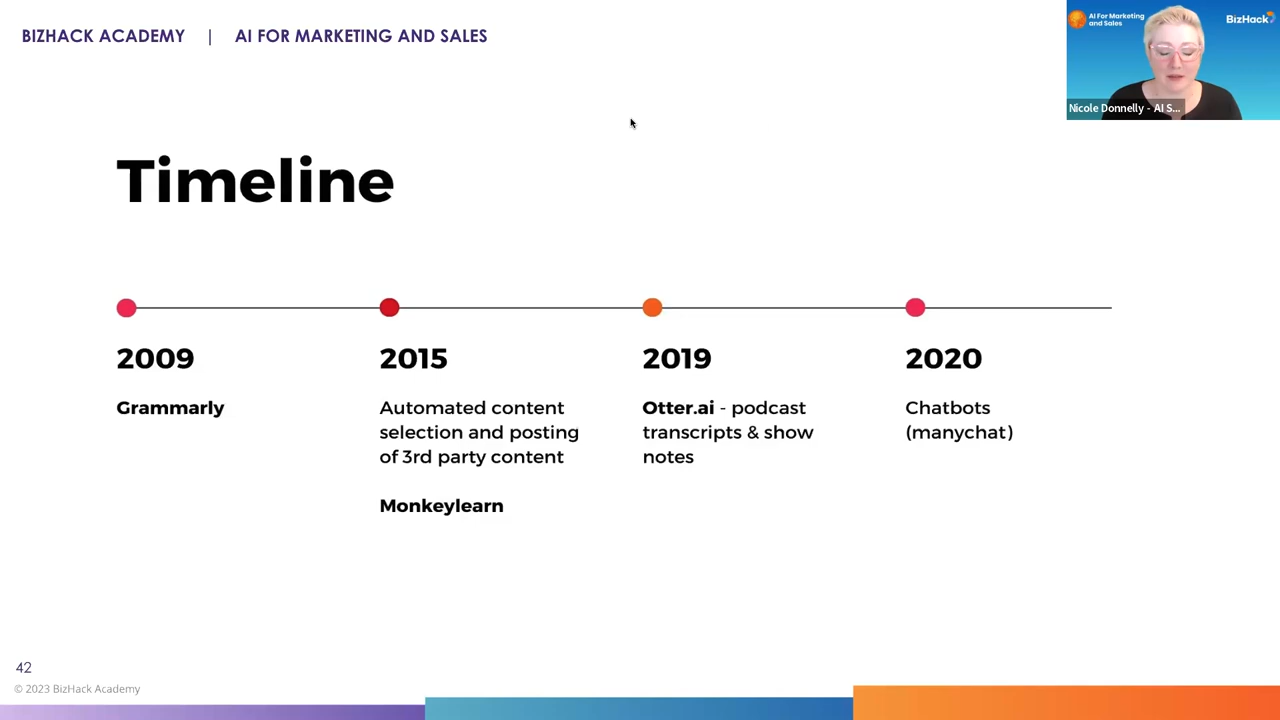 BIZHACK ACADEMY | AI FOR MARKETING AND SALES
AI For Marketing
and Sales
BizHack
Nicole Donnelly - AI S...
Timeline
2009
Grammarly
2015
Automated content
selection and posting
of 3rd party content
Monkeylearn
2019
Otter.ai - podcast
transcripts & show
notes
2020
Chatbots
(manychat)
42
© 2023 BizHack Academy